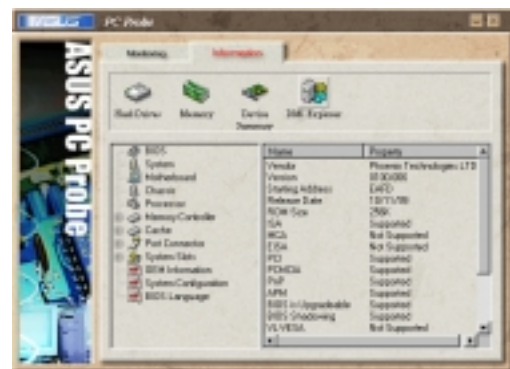 PC Probe
Monitoring Information
ASUS PC Probe
Hard Drives Memory Device Summary DMI Explorer
BIOS
System
Motherboard
Chassis
Processor
Memory Controller
Cache
Port Connector
System Slots
OEM Information
System Configuration
BIOS Language
Name Property
Vendor Phoenix Technologies LTD
Version
Starting Address
Release Date
ROM Size 256K
ISA Supported
MCA Not Supported
EISA Not Supported
PCI Supported
PCMCIA Supported
PnP Supported
APM Supported
BIOS is Upgradeable Supported
BIOS Shadowing Supported
VL-VESA Not Supported